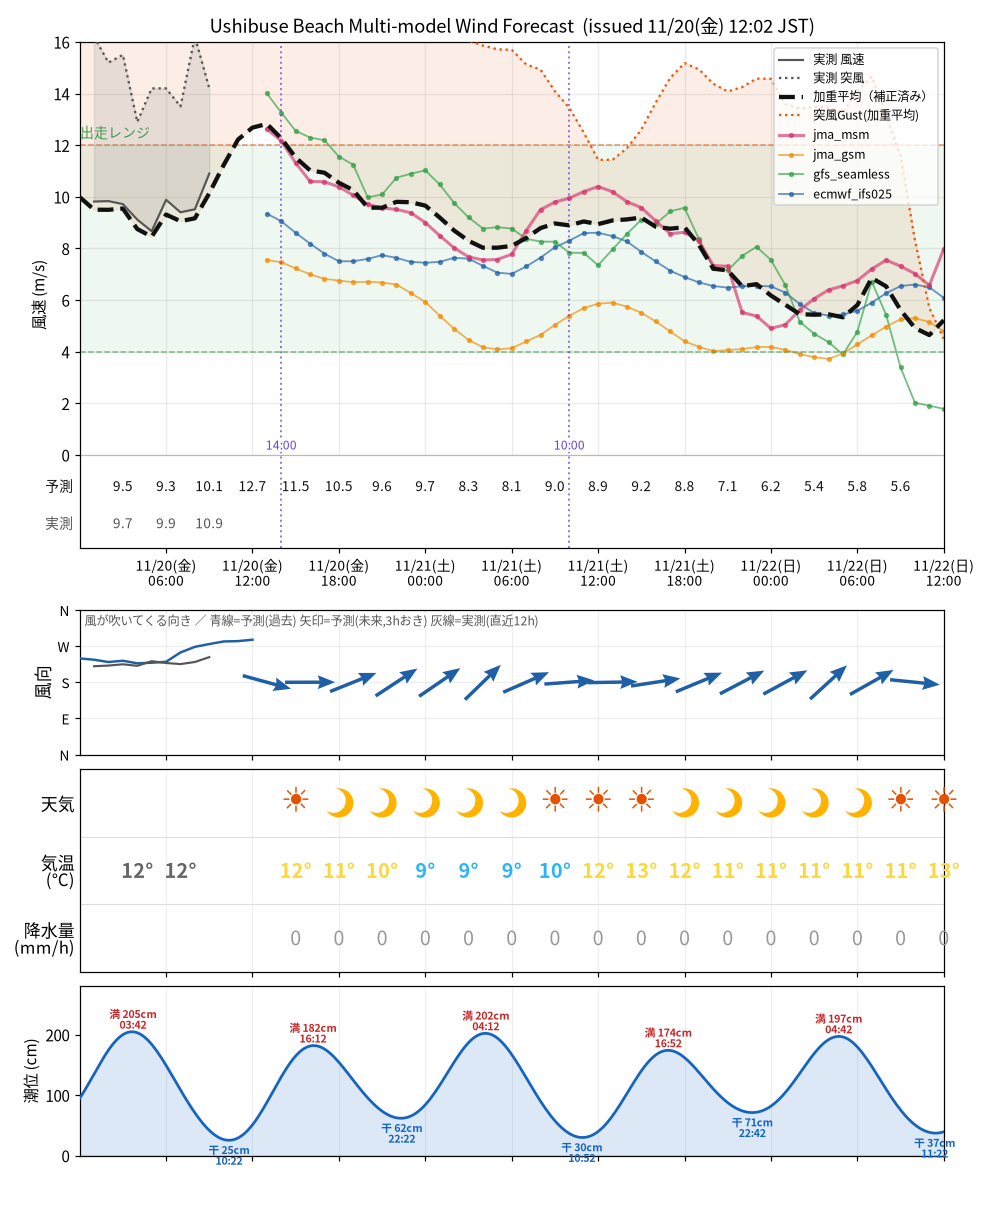 Ushibuse Beach Multi-model Wind Forecast (issued 11/20(金) 12:02 JST)
風速 (m/s)
16
14
12
10
8
6
4
2
0
出走レンジ
実測 風速
実測 突風
加重平均（補正済み）
突風Gust(加重平均)
jma_msm
jma_gsm
gfs_seamless
ecmwf_ifs025
14:00
10:00
予測 9.5 9.3 10.1 12.7 11.5 10.5 9.6 9.7 8.3 8.1 9.0 8.9 9.2 8.8 7.1 6.2 5.4 5.8 5.6
実測 9.7 9.9 10.9
11/20(金) 11/20(金) 11/20(金) 11/21(土) 11/21(土) 11/21(土) 11/21(土) 11/22(日) 11/22(日) 11/22(日)
06:00 12:00 18:00 00:00 06:00 12:00 18:00 00:00 06:00 12:00
風が吹いてくる向き ／ 青線=予測(過去) 矢印=予測(未来,3hおき) 灰線=実測(直近12h)
風向
N
W
S
E
N
天気
気温
(°C)
12° 12° 12° 11° 10° 9° 9° 9° 10° 12° 13° 12° 11° 11° 11° 11° 11° 13°
降水量
(mm/h)
0 0 0 0 0 0 0 0 0 0 0 0 0 0 0 0
潮位 (cm)
200
100
0
満 205cm
03:42
干 25cm
10:22
満 182cm
16:12
干 62cm
22:22
満 202cm
04:12
干 30cm
10:52
満 174cm
16:52
干 71cm
22:42
満 197cm
04:42
干 37cm
11:22